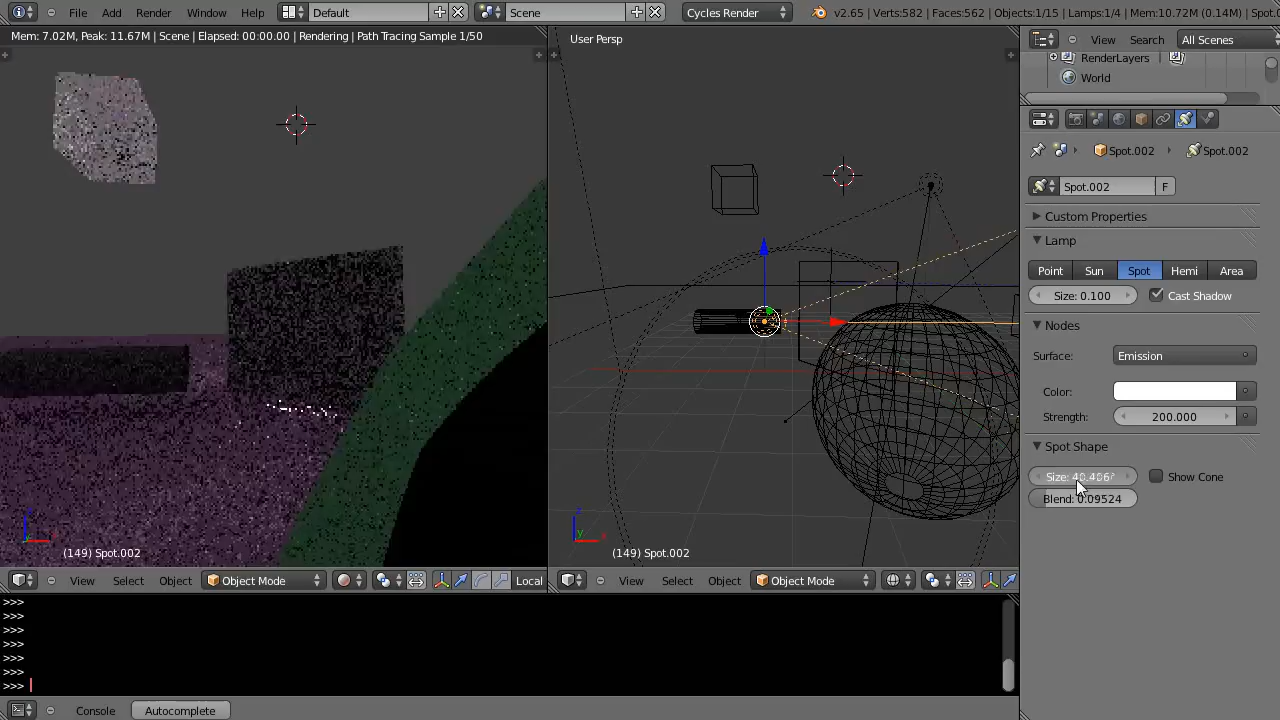 File Add Render Window Help Default Scene Cycles Render v2.65 | Verts:582 | Faces:562 | Objects:1/15 | Lamps:1/4 | Mem:10.72M (0.14M) | Spot.0
Mem: 7.02M, Peak: 11.67M | Scene | Elapsed: 00:00.00 | Rendering | Path Tracing Sample 1/50
User Persp
View Search All Scenes
RenderLayers
World
Spot.002 Spot.002
Spot.002 F
Custom Properties
Lamp
Point Sun Spot Hemi Area
Size: 0.100 Cast Shadow
Nodes
Surface: Emission
Color:
Strength: 200.000
Spot Shape
Size: Show Cone
Blend: 0.09524
z
x
(149) Spot.002
z
y
x
(149) Spot.002
View Select Object Object Mode Local
View Select Object Object Mode
>>>
>>>
>>>
>>>
>>>
>>>
>>>
Console Autocomplete